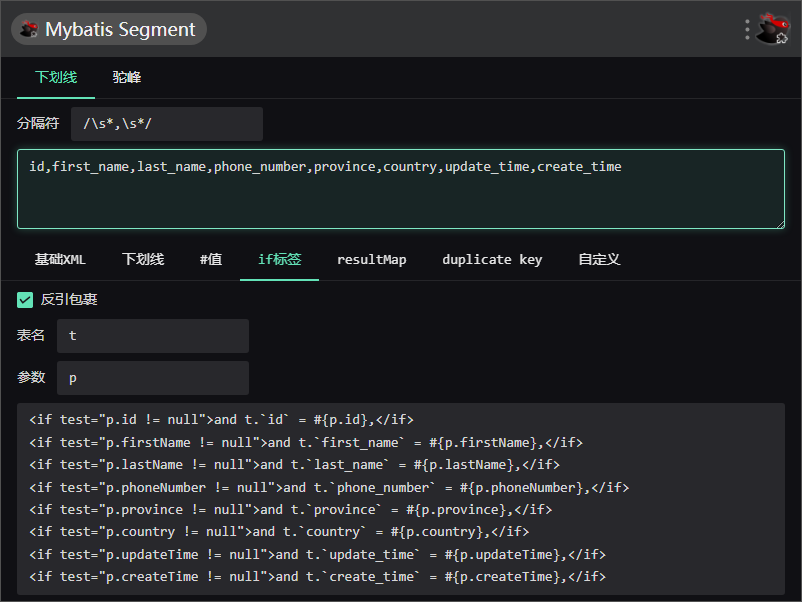 Mybatis Segment
下划线 驼峰
分隔符 /\s*,\s*/
id,first_name,last_name,phone_number,province,country,update_time,create_time
基础XML 下划线 #值 if标签 resultMap duplicate key 自定义
反引包裹
表名 t
参数 p
<if test="p.id != null">and t.`id` = #{p.id},</if>
<if test="p.firstName != null">and t.`first_name` = #{p.firstName},</if>
<if test="p.lastName != null">and t.`last_name` = #{p.lastName},</if>
<if test="p.phoneNumber != null">and t.`phone_number` = #{p.phoneNumber},</if>
<if test="p.province != null">and t.`province` = #{p.province},</if>
<if test="p.country != null">and t.`country` = #{p.country},</if>
<if test="p.updateTime != null">and t.`update_time` = #{p.updateTime},</if>
<if test="p.createTime != null">and t.`create_time` = #{p.createTime},</if>